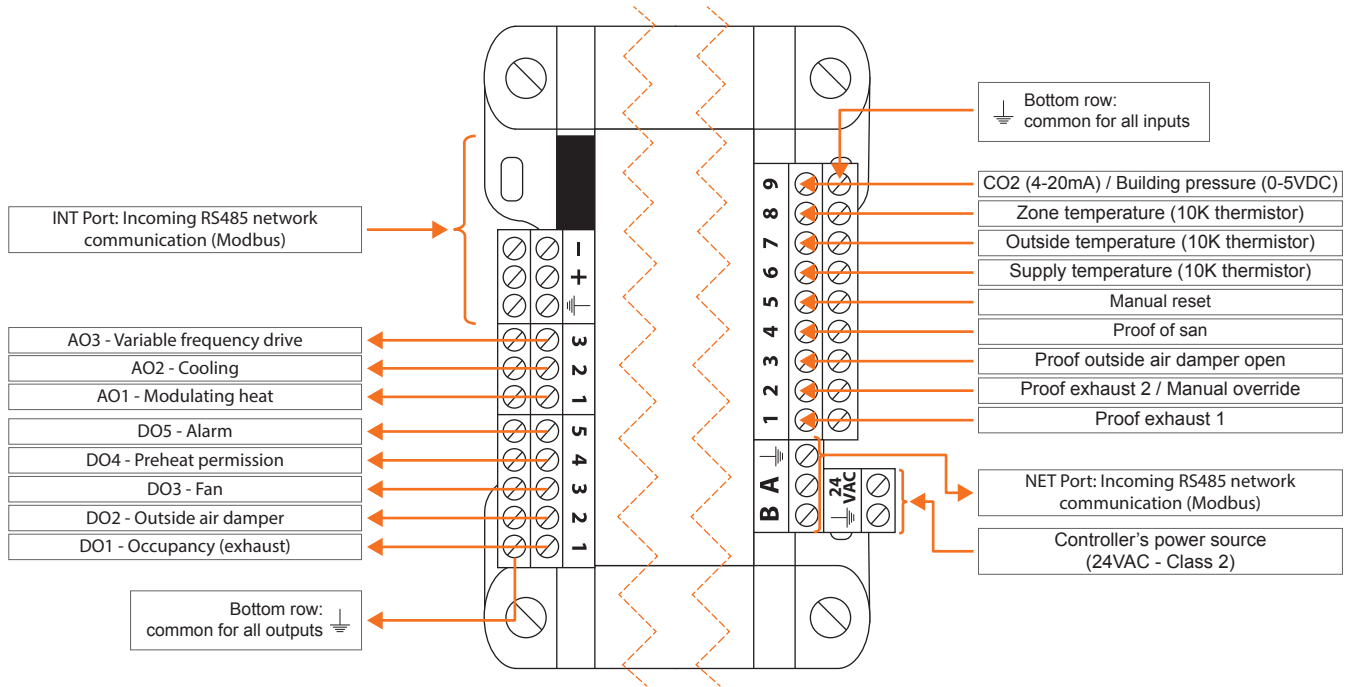 INT Port: Incoming RS485 network
communication (Modbus)
AO3 - Variable frequency drive
AO2 - Cooling
AO1 - Modulating heat
DO5 - Alarm
DO4 - Preheat permission
DO3 - Fan
DO2 - Outside air damper
DO1 - Occupancy (exhaust)
Bottom row:
common for all outputs
-
+
3
2
1
5
4
3
2
1
9
8
7
6
5
4
3
2
1
A
B
24
VAC
Bottom row:
common for all inputs
CO2 (4-20mA) / Building pressure (0-5VDC)
Zone temperature (10K thermistor)
Outside temperature (10K thermistor)
Supply temperature (10K thermistor)
Manual reset
Proof of san
Proof outside air damper open
Proof exhaust 2 / Manual override
Proof exhaust 1
NET Port: Incoming RS485 network
communication (Modbus)
Controller's power source
(24VAC - Class 2)